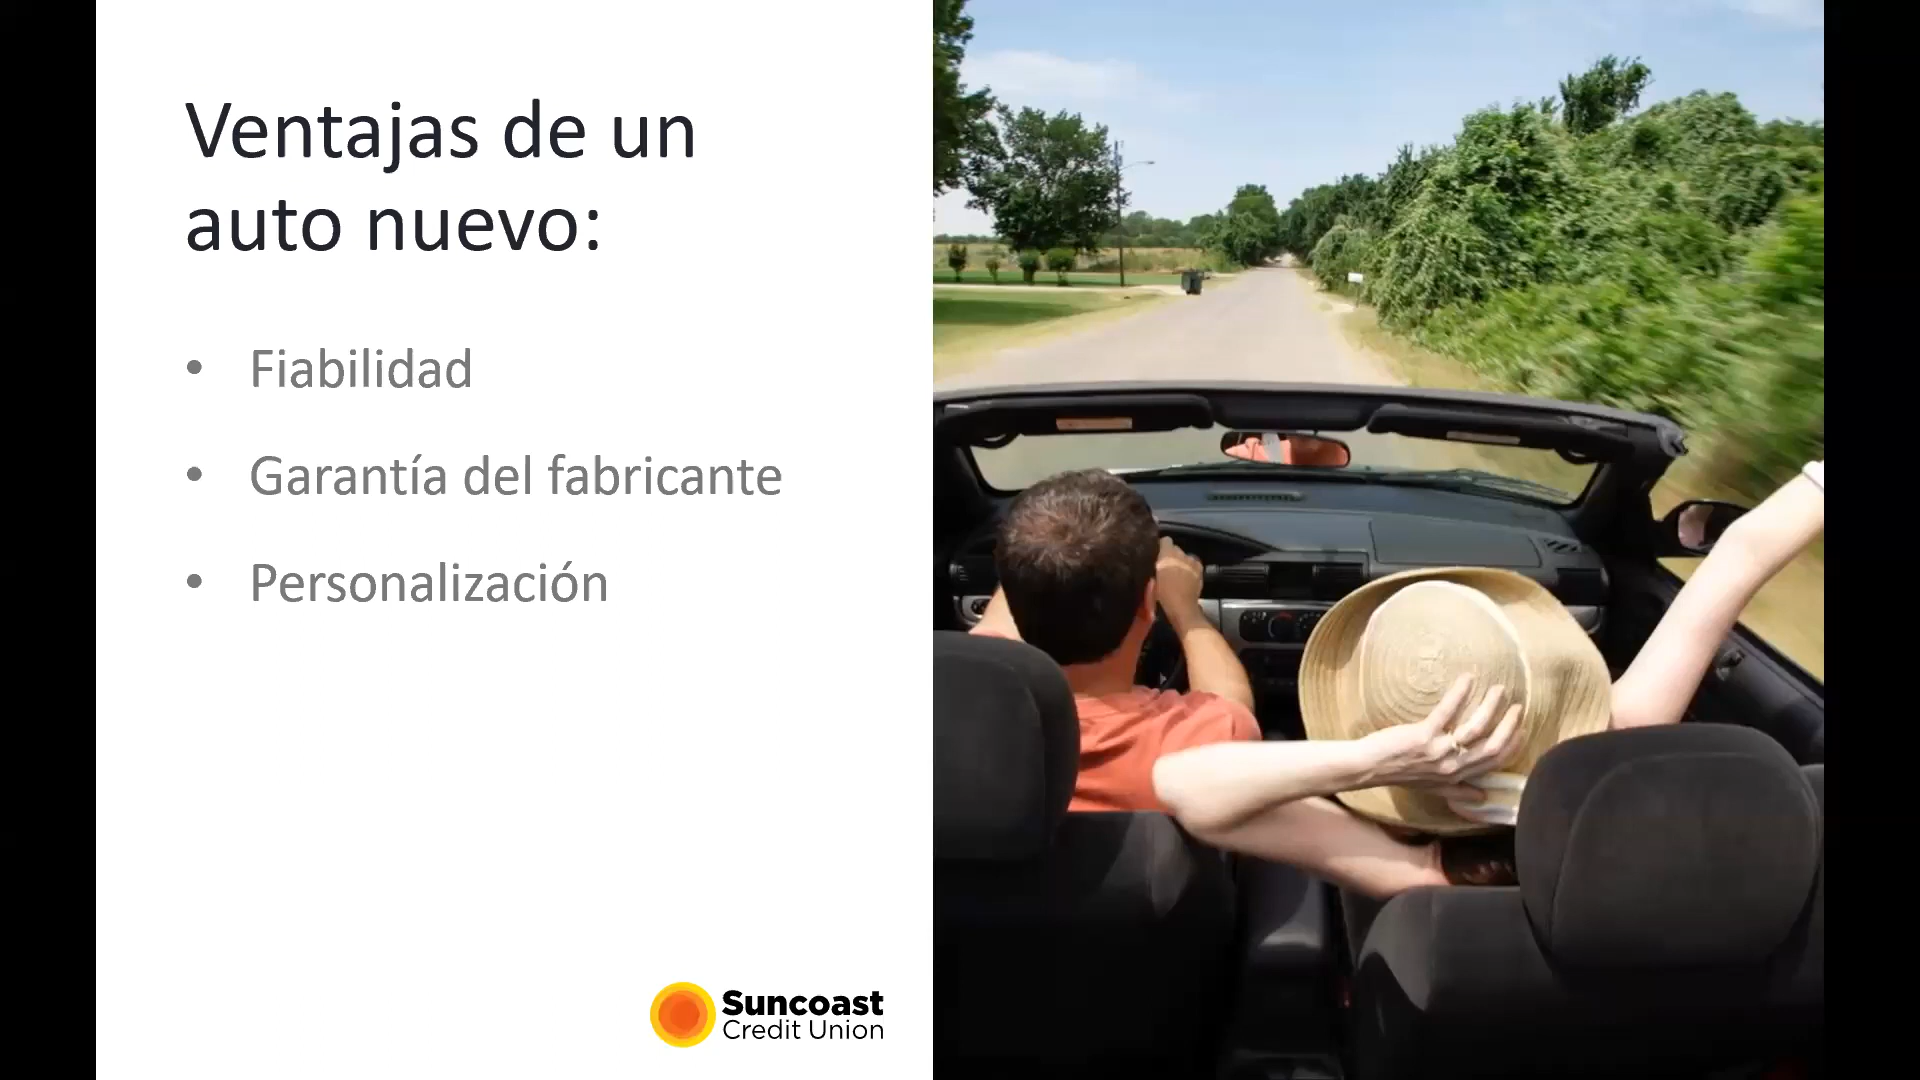 Ventajas de un
auto nuevo:
• Fiabilidad
• Garantía del fabricante
• Personalización
Suncoast
Credit Union